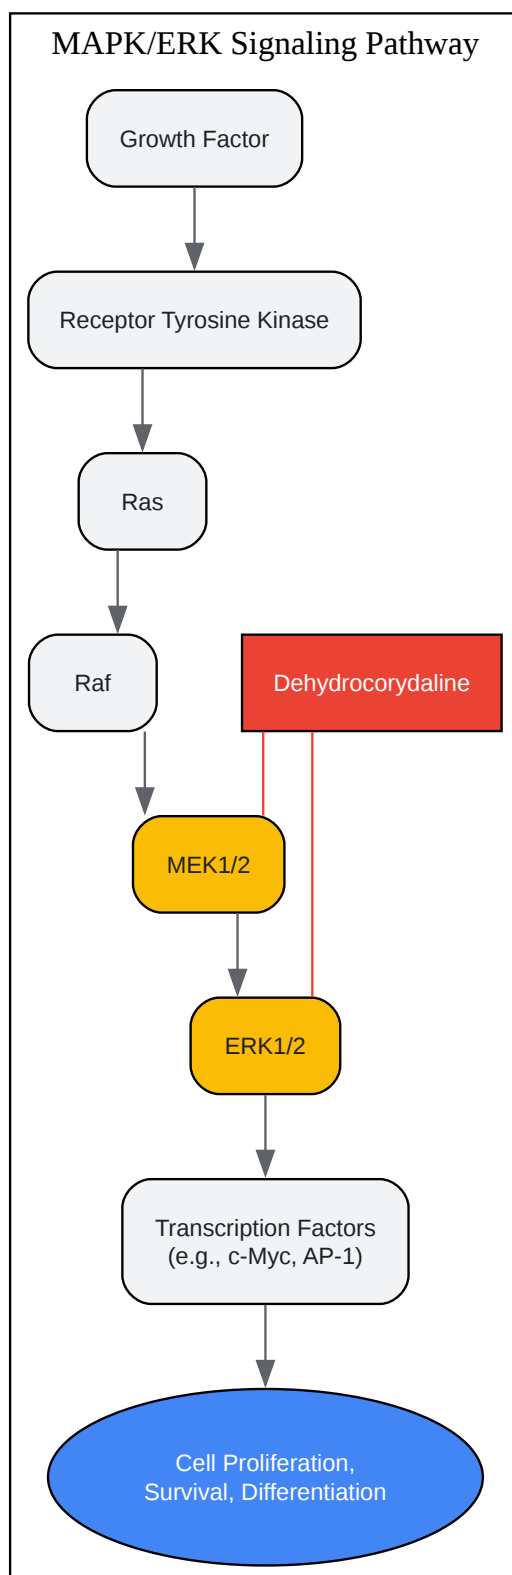 MAPK/ERK Signaling Pathway
Growth Factor
Receptor Tyrosine Kinase
Ras
Raf
Dehydrocorydaline
MEK1/2
ERK1/2
Transcription Factors
(e.g., c-Myc, AP-1)
Cell Proliferation,
Survival, Differentiation